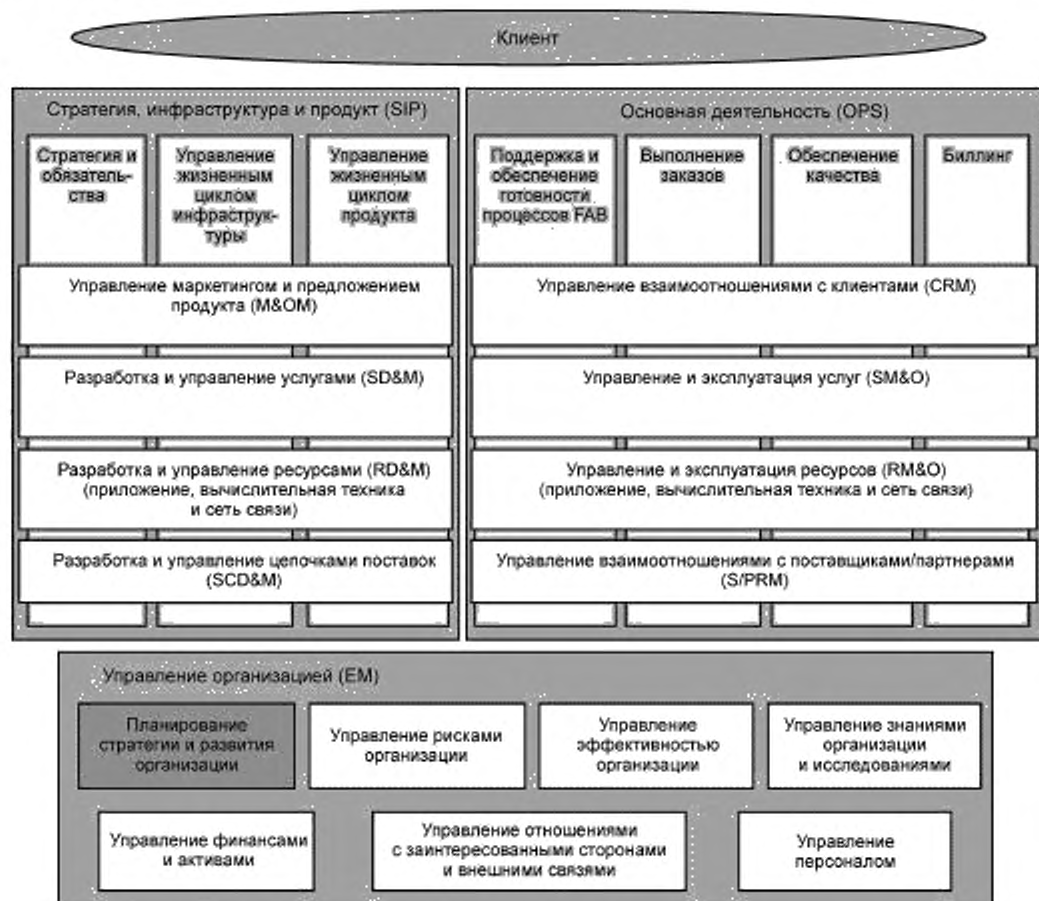 Клиент
Стратегия, инфраструктура и продукт (SIP)
Стратегия и
обязатель-
ства
Управление
жизненным
циклом
инфраструк-
туры
Управление
жизненным
циклом
продукта
Управление маркетингом и предложением
продукта (M&OM)
Разработка и управление услугами (SD&M)
Разработка и управление ресурсами (RD&M)
(приложение, вычислительная техника
и сеть связи)
Разработка и управление цепочками поставок
(SCD&M)
Основная деятельность (OPS)
Поддержка и
обеспечение
готовности
процессов FAB
Выполнение
заказов
Обеспечение
качества
Биллинг
Управление взаимоотношениями с клиентами (CRM)
Управление и эксплуатация услуг (SM&O)
Управление и эксплуатация ресурсов (RM&O)
(приложение, вычислительная техника и сеть связи)
Управление взаимоотношениями с поставщиками/партнерами
(S/PRM)
Управление организацией (EM)
Планирование
стратегии и развития
организации
Управление рисками
организации
Управление
эффективностью
организации
Управление знаниями
организации
и исследованиями
Управление финансами
и активами
Управление отношениями
с заинтересованными сторонами
и внешними связями
Управление
персоналом